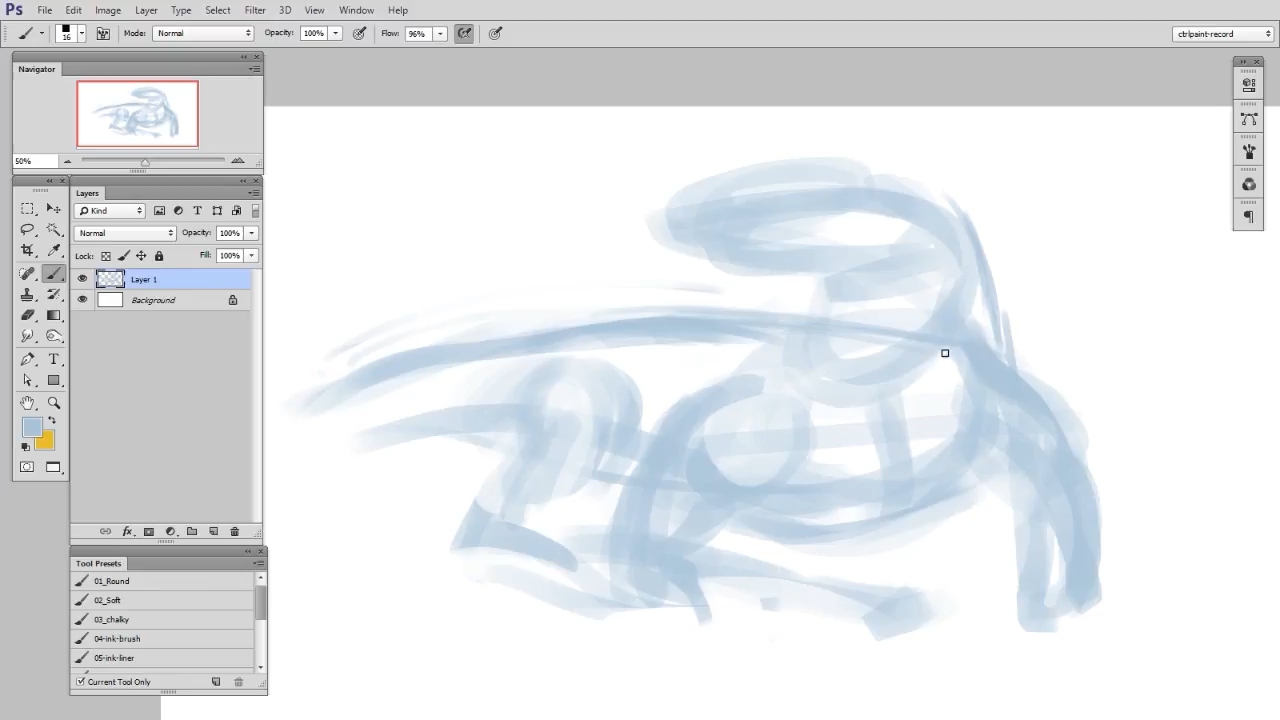 Ps File Edit Image Layer Type Select Filter 3D View Window Help
16 Mode: Normal Opacity: 100% Flow: 96% ctrlpaint-record
Navigator
50%
Layers
Kind
Normal Opacity: 100%
Lock: Fill: 100%
Layer 1
Background
Tool Presets
01_Round
02_Soft
03_chalky
04-ink-brush
05-ink-liner
Current Tool Only